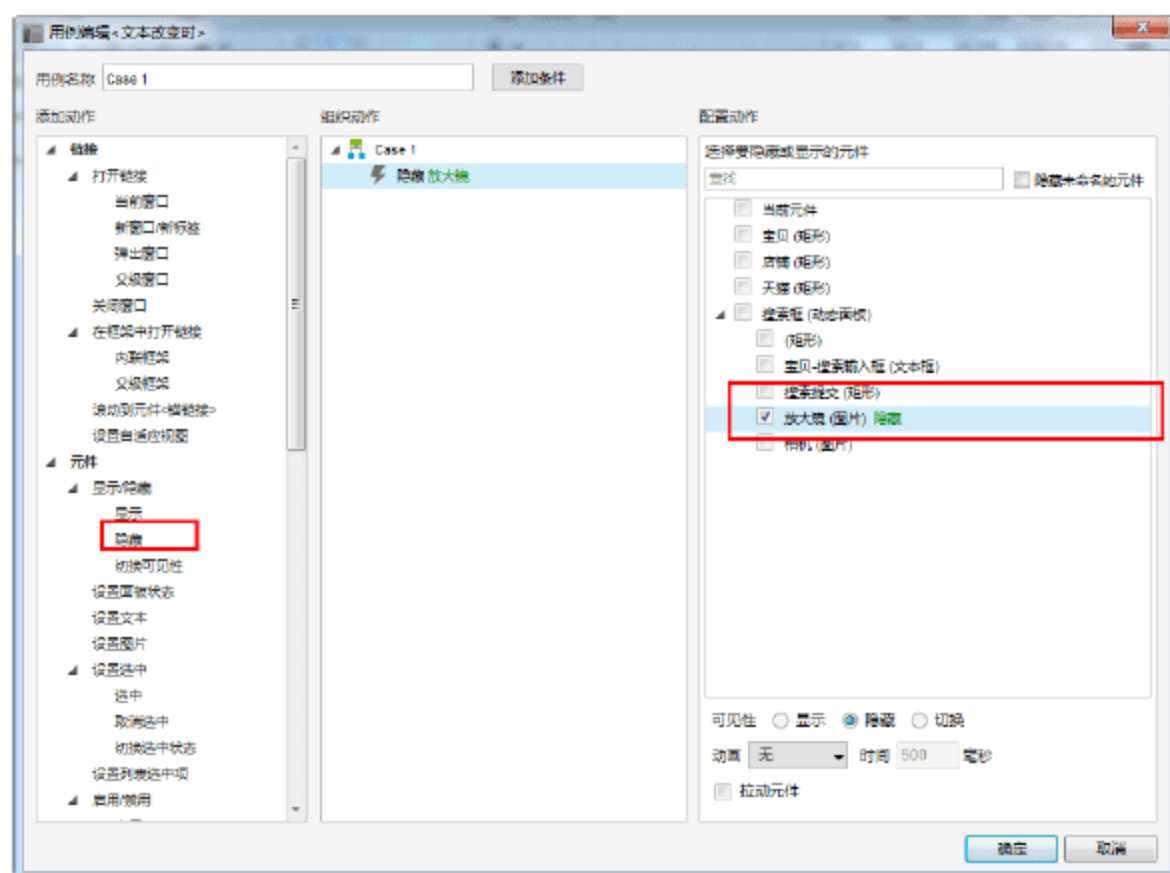 用例编辑<文本改变时>
用例名称 Case 1 添加条件
添加动作
链接
打开链接
当前窗口
新窗口/新标签
弹出窗口
父级窗口
关闭窗口
在框架中打开链接
内联框架
父级框架
滚动到元件<锚链接>
设置自适应视图
元件
显示/隐藏
显示
隐藏
切换可见性
设置面板状态
设置文本
设置图片
设置选中
选中
取消选中
切换选中状态
设置列表选中项
启用/禁用
组织动作
Case 1
隐藏 放大镜
配置动作
选择要隐藏或显示的元件
查找 隐藏未命名的元件
当前元件
宝贝 (矩形)
店铺 (矩形)
天猫 (矩形)
搜索框 (动态面板)
(矩形)
宝贝-搜索输入框 (文本框)
搜索提交 (矩形)
放大镜 (图片) 隐藏
相机 (图片)
可见性 显示 隐藏 切换
动画 无 时间 500 毫秒
拉动元件
确定 取消